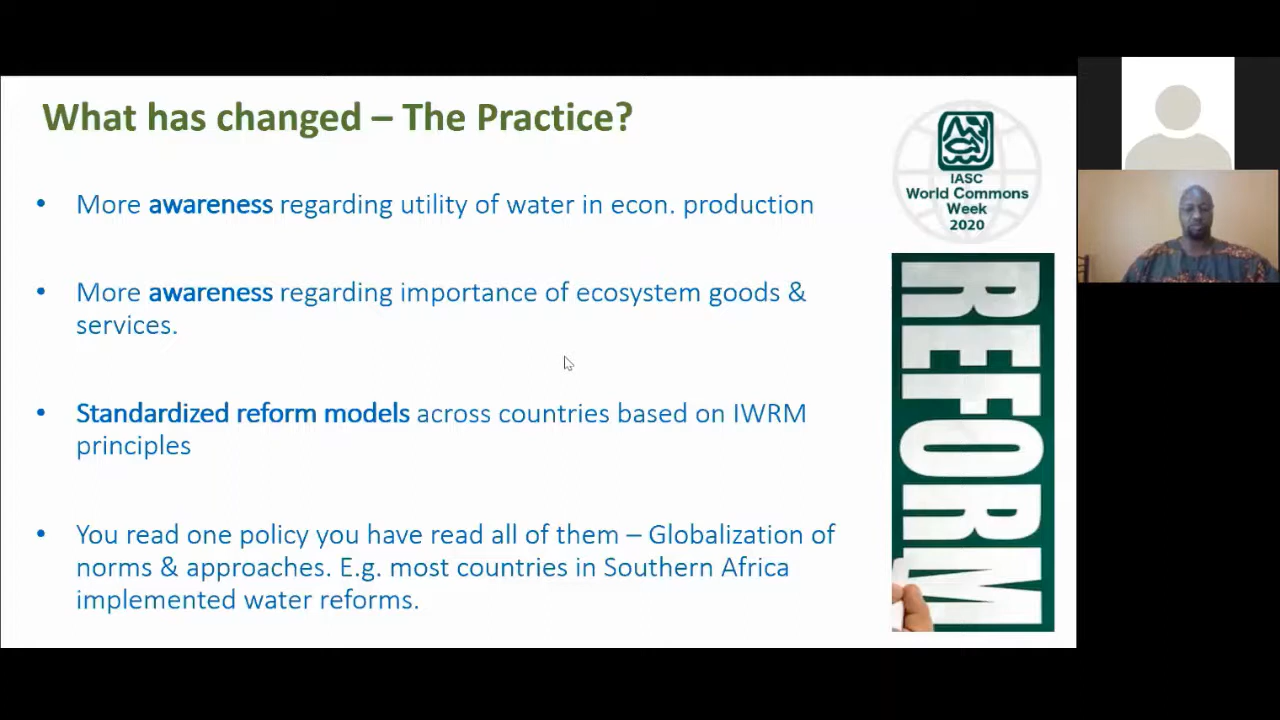 What has changed – The Practice?
• More awareness regarding utility of water in econ. production
• More awareness regarding importance of ecosystem goods &
services.
• Standardized reform models across countries based on IWRM
principles
• You read one policy you have read all of them – Globalization of
norms & approaches. E.g. most countries in Southern Africa
implemented water reforms.
IASC
World Commons
Week
2020
REFORM